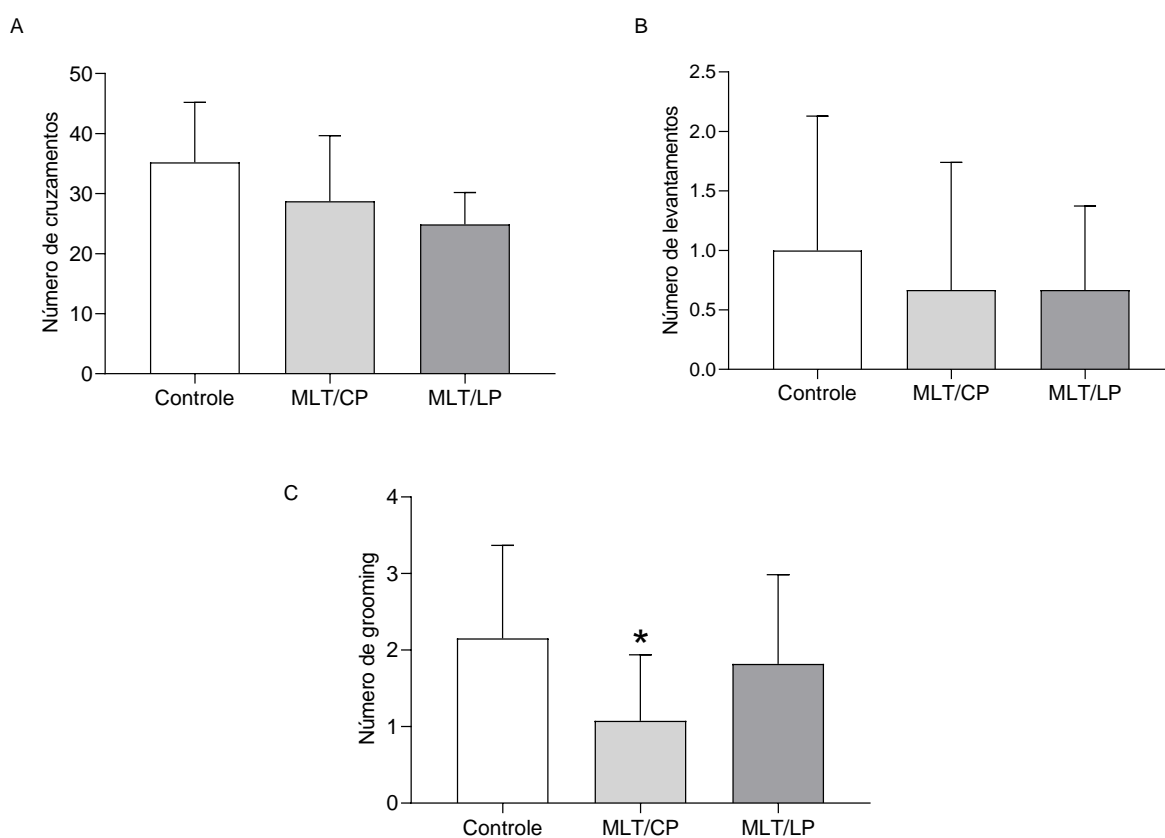 A
Número de cruzamentos
50
40
30
20
10
0
Controle MLT/CP MLT/LP
B
Número de levantamentos
2.5
2.0
1.5
1.0
0.5
0.0
Controle MLT/CP MLT/LP
C
Número de grooming
4
3
2
1
0
*
Controle MLT/CP MLT/LP